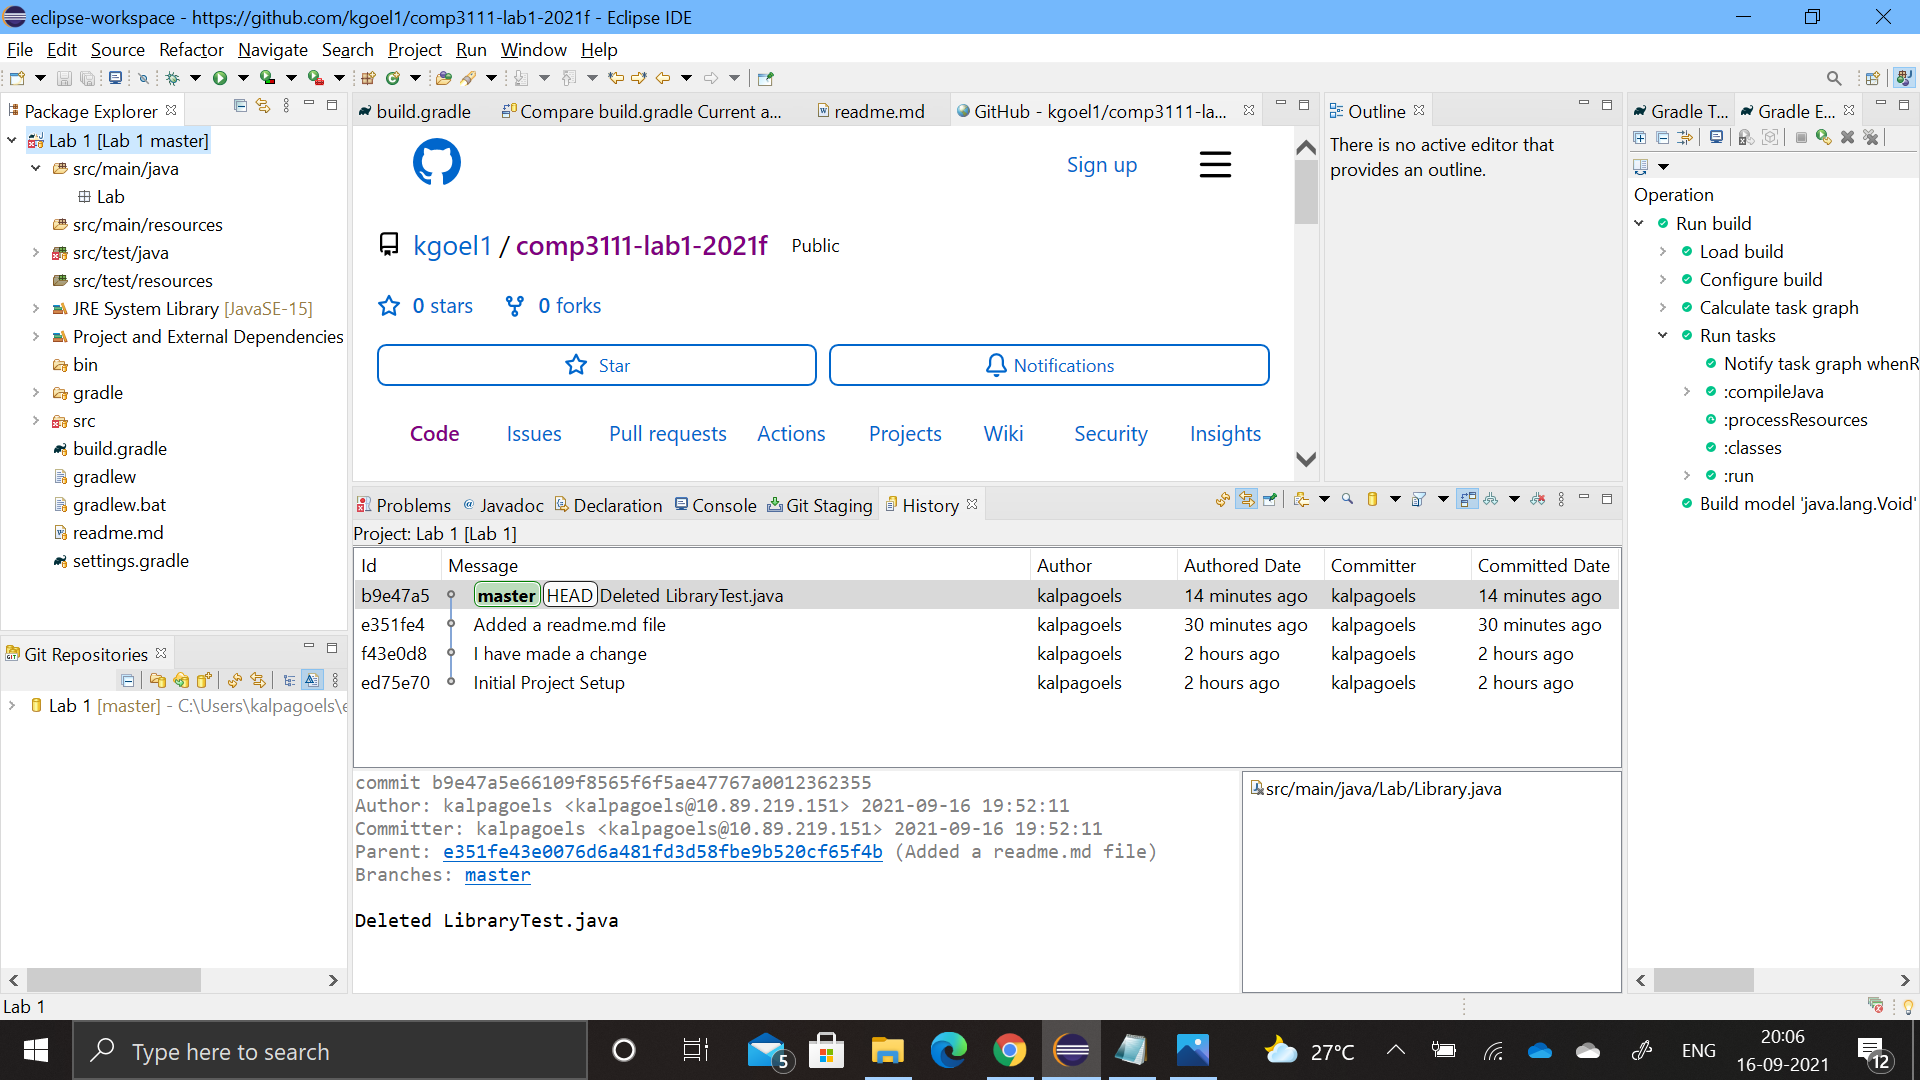 eclipse-workspace - https://github.com/kgoel1/comp3111-lab1-2021f - Eclipse IDE
File Edit Source Refactor Navigate Search Project Run Window Help
Package Explorer
Lab 1 [Lab 1 master]
src/main/java
Lab
src/main/resources
src/test/java
src/test/resources
JRE System Library [JavaSE-15]
Project and External Dependencies
bin
gradle
src
build.gradle
gradlew
gradlew.bat
readme.md
settings.gradle
Git Repositories
Lab 1 [master] - C:\Users\kalpagoels\e
build.gradle
Compare build.gradle Current a...
readme.md
GitHub - kgoel1/comp3111-la...
Sign up
kgoel1 / comp3111-lab1-2021f Public
0 stars 0 forks
Star
Notifications
Code Issues Pull requests Actions Projects Wiki Security Insights
Outline
There is no active editor that
provides an outline.
Gradle T...
Gradle E...
Operation
Run build
Load build
Configure build
Calculate task graph
Run tasks
Notify task graph whenR
:compileJava
:processResources
:classes
:run
Build model 'java.lang.Void'
Problems Javadoc Declaration Console Git Staging History
Project: Lab 1 [Lab 1]
Id Message Author Authored Date Committer Committed Date
b9e47a5 master HEAD Deleted LibraryTest.java kalpagoels 14 minutes ago kalpagoels 14 minutes ago
e351fe4 Added a readme.md file kalpagoels 30 minutes ago kalpagoels 30 minutes ago
f43e0d8 I have made a change kalpagoels 2 hours ago kalpagoels 2 hours ago
ed75e70 Initial Project Setup kalpagoels 2 hours ago kalpagoels 2 hours ago
commit b9e47a5e66109f8565f6f5ae47767a0012362355
Author: kalpagoels <kalpagoels@10.89.219.151> 2021-09-16 19:52:11
Committer: kalpagoels <kalpagoels@10.89.219.151> 2021-09-16 19:52:11
Parent: e351fe43e0076d6a481fd3d58fbe9b520cf65f4b (Added a readme.md file)
Branches: master
Deleted LibraryTest.java
src/main/java/Lab/Library.java
Lab 1
Type here to search
5
27°C
ENG
20:06
16-09-2021
12